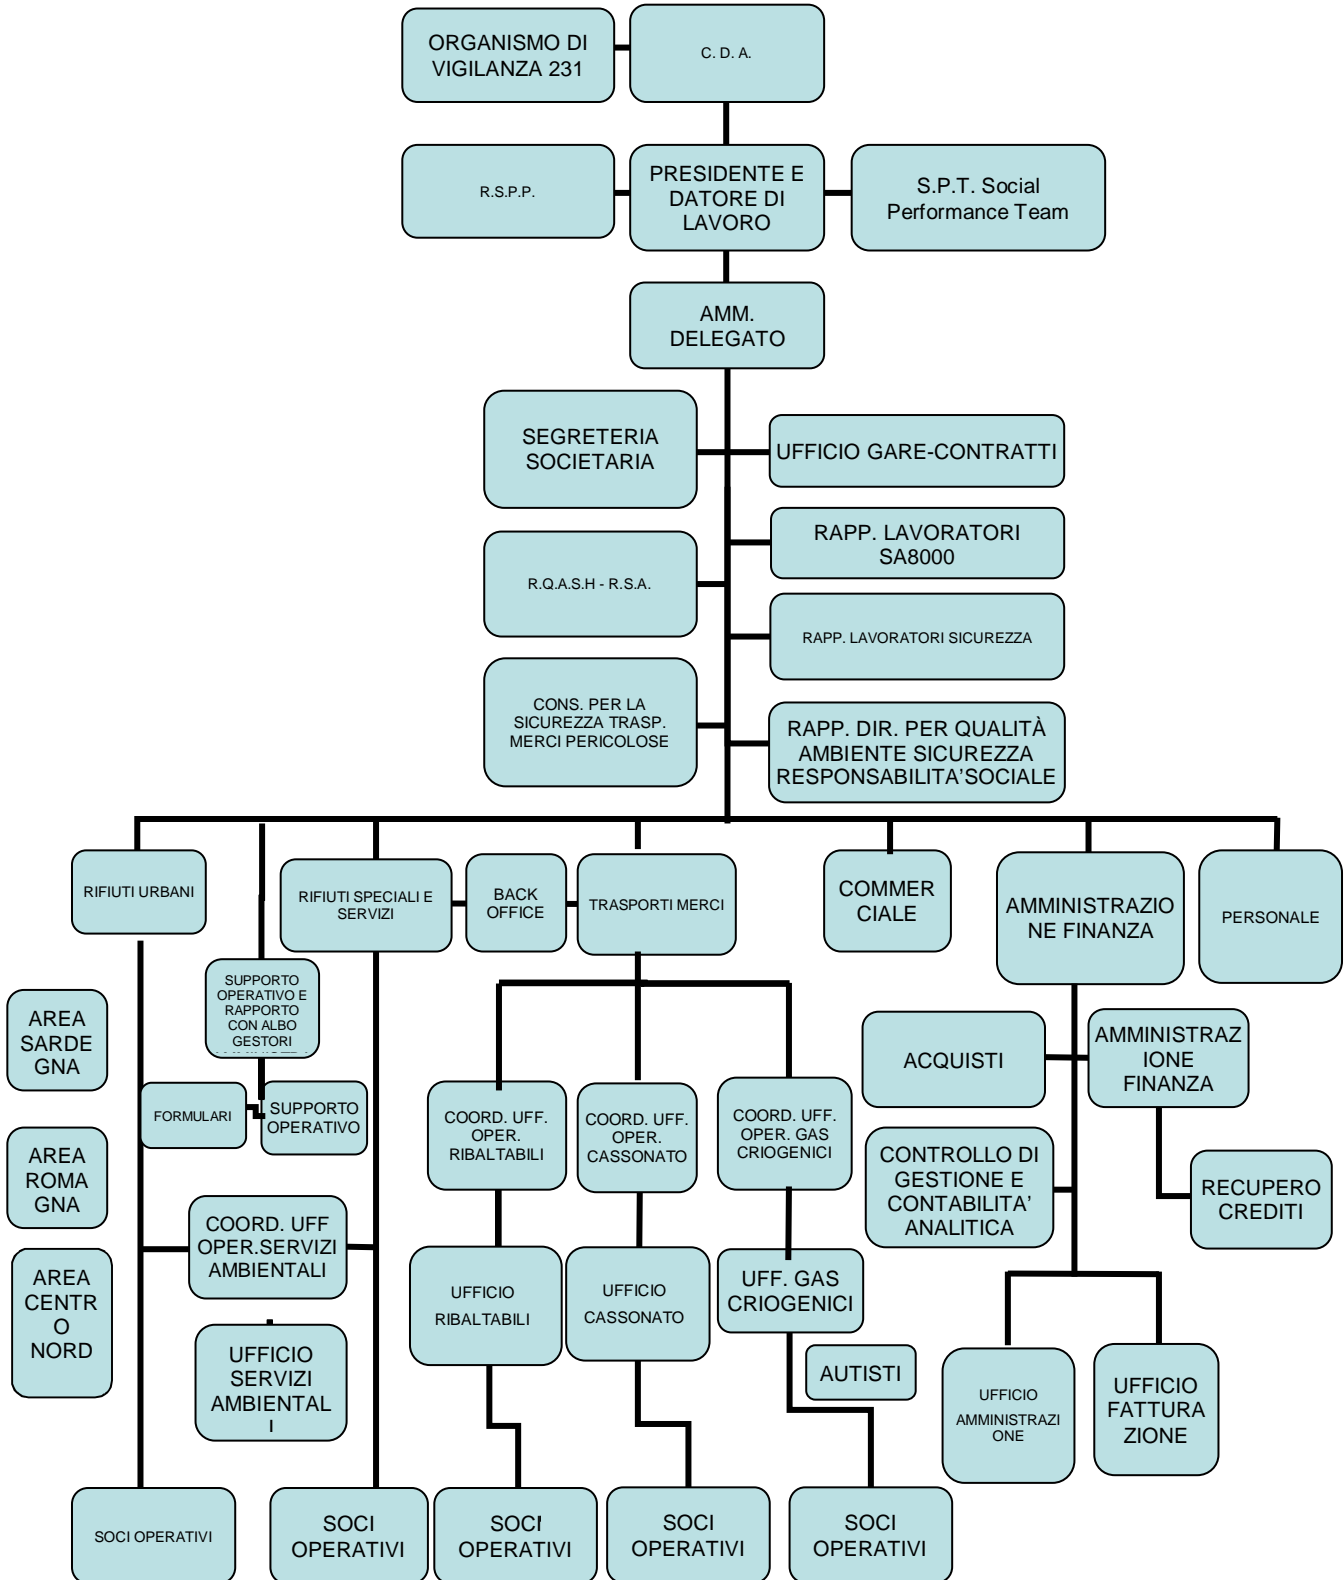 ORGANISMO DI
VIGILANZA 231
C. D. A.
R.S.P.P.
PRESIDENTE E
DATORE DI
LAVORO
S.P.T. Social
Performance Team
AMM.
DELEGATO
SEGRETERIA
SOCIETARIA
UFFICIO GARE-CONTRATTI
RAPP. LAVORATORI
SA8000
R.Q.A.S.H - R.S.A.
RAPP. LAVORATORI SICUREZZA
CONS. PER LA
SICUREZZA TRASP.
MERCI PERICOLOSE
RAPP. DIR. PER QUALITÀ
AMBIENTE SICUREZZA
RESPONSABILITA'SOCIALE
RIFIUTI URBANI
RIFIUTI SPECIALI E
SERVIZI
BACK
OFFICE
TRASPORTI MERCI
COMMER
CIALE
AMMINISTRAZIO
NE FINANZA
PERSONALE
SUPPORTO
OPERATIVO E
RAPPORTO
CON ALBO
GESTORI
AREA
SARDE
GNA
ACQUISTI
AMMINISTRAZ
IONE
FINANZA
FORMULARI
SUPPORTO
OPERATIVO
COORD. UFF.
OPER.
RIBALTABILI
COORD. UFF.
OPER.
CASSONATO
COORD. UFF.
OPER. GAS
CRIOGENICI
AREA
ROMA
GNA
CONTROLLO DI
GESTIONE E
CONTABILITA'
ANALITICA
RECUPERO
CREDITI
COORD. UFF
OPER.SERVIZI
AMBIENTALI
AREA
CENTR
O
NORD
UFFICIO
RIBALTABILI
UFFICIO
CASSONATO
UFF. GAS
CRIOGENICI
UFFICIO
SERVIZI
AMBIENTAL
I
AUTISTI
UFFICIO
AMMINISTRAZI
ONE
UFFICIO
FATTURA
ZIONE
SOCI OPERATIVI
SOCI
OPERATIVI
SOCI
OPERATIVI
SOCI
OPERATIVI
SOCI
OPERATIVI